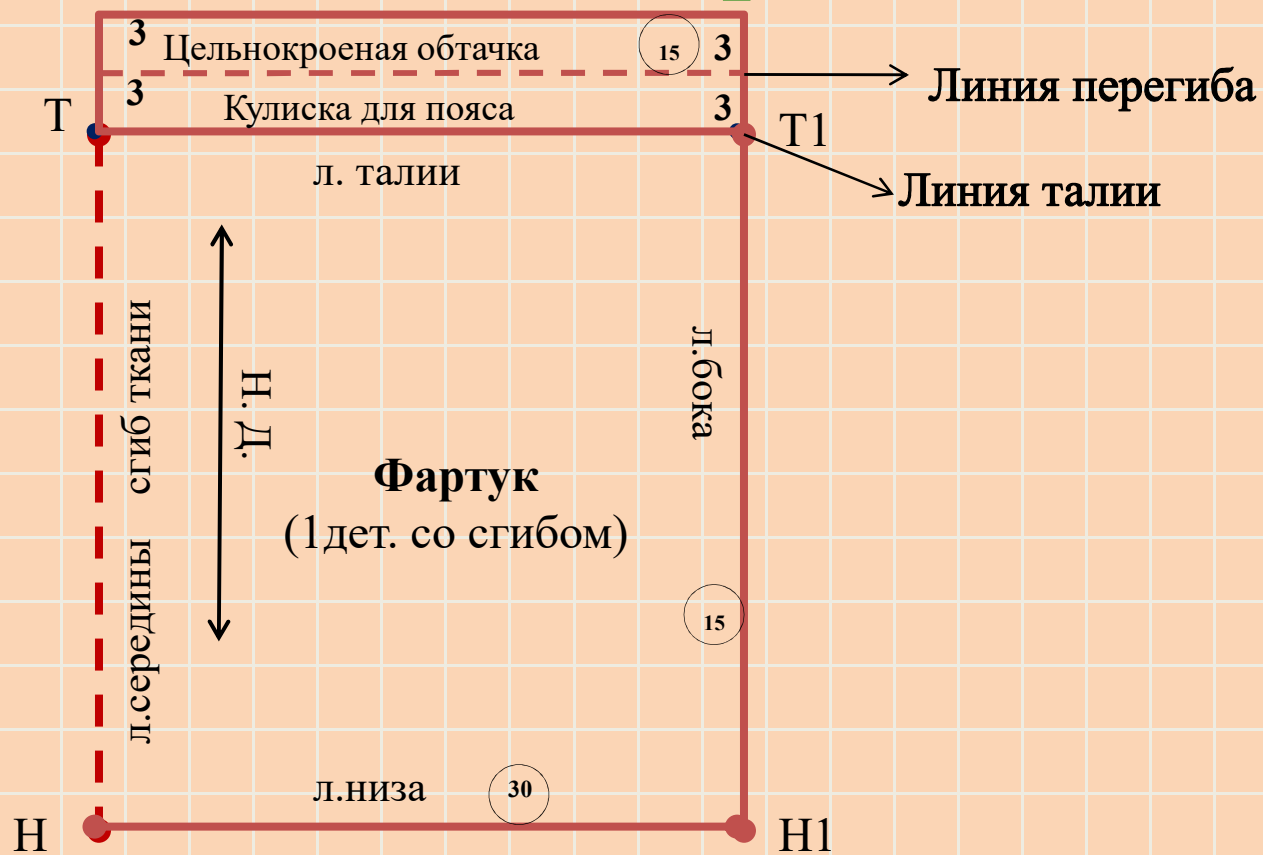 3
Цельнокроеная обтачка
15
3
Линия перегиба
3
Кулиска для пояса
3
Т
Т1
л. талии
Линия талии
л.середины сгиб ткани
Н. Д.
л.бока
Фартук
(1дет. со сгибом)
15
л.низа
30
Н
Н1